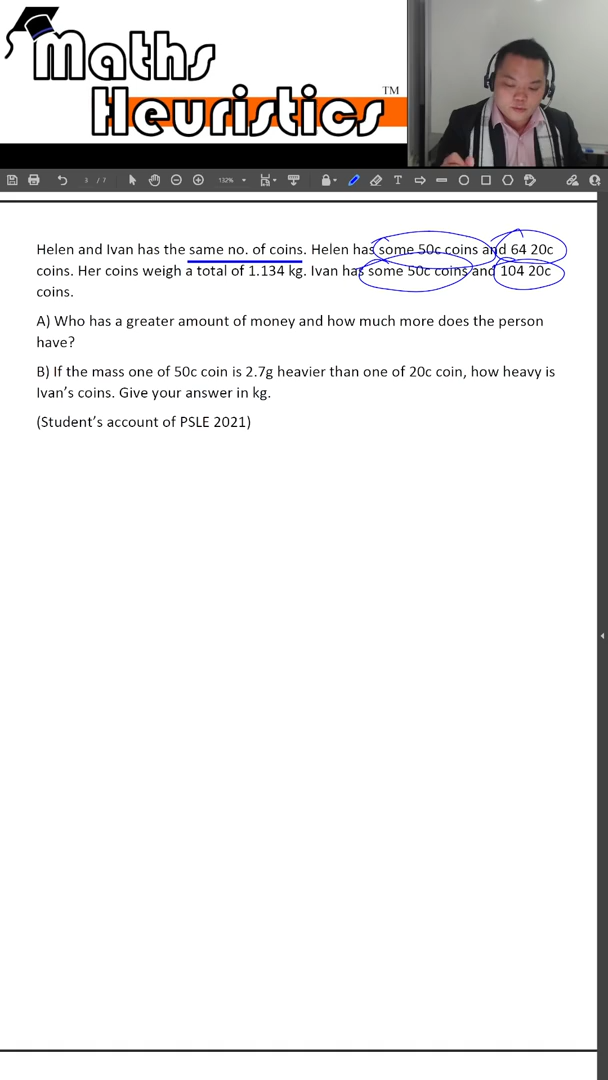 Maths
Heuristics
TM
3 / 7
132%
T
Helen and Ivan has the same no. of coins. Helen has some 50c coins and 64 20c
coins. Her coins weigh a total of 1.134 kg. Ivan has some 50c coins and 104 20c
coins.
A) Who has a greater amount of money and how much more does the person
have?
B) If the mass one of 50c coin is 2.7g heavier than one of 20c coin, how heavy is
Ivan’s coins. Give your answer in kg.
(Student’s account of PSLE 2021)